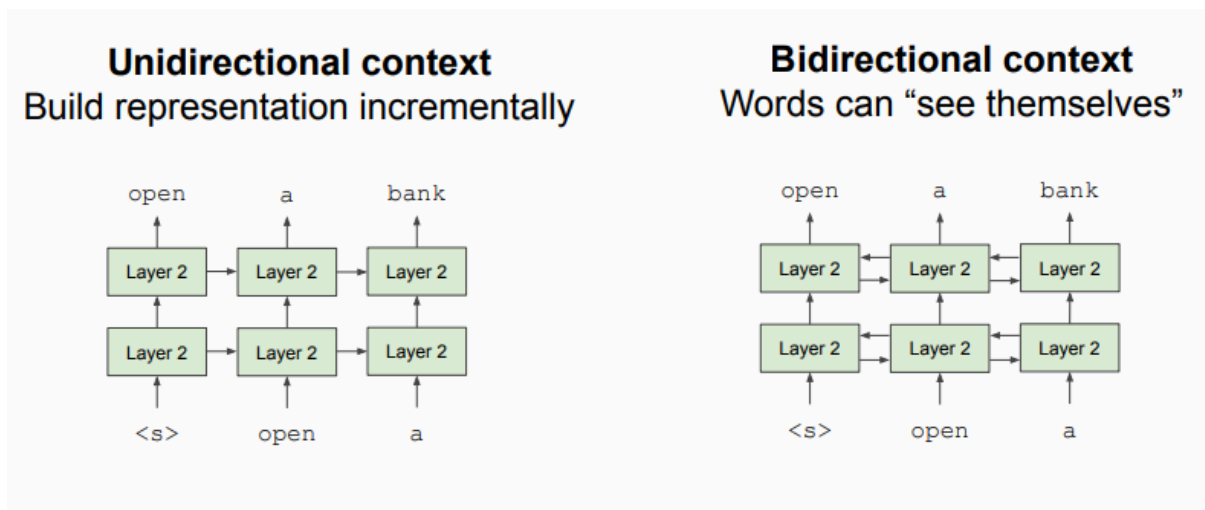 Unidirectional context
Build representation incrementally
open a bank
Layer 2 Layer 2 Layer 2
Layer 2 Layer 2 Layer 2
<s> open a
Bidirectional context
Words can “see themselves”
open a bank
Layer 2 Layer 2 Layer 2
Layer 2 Layer 2 Layer 2
<s> open a